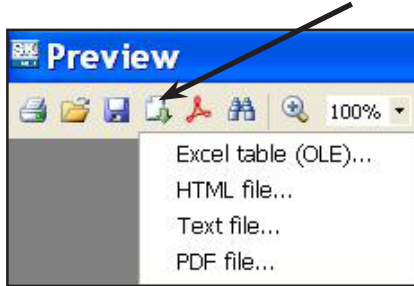 Preview
100%
Excel table (OLE)...
HTML file...
Text file...
PDF file...